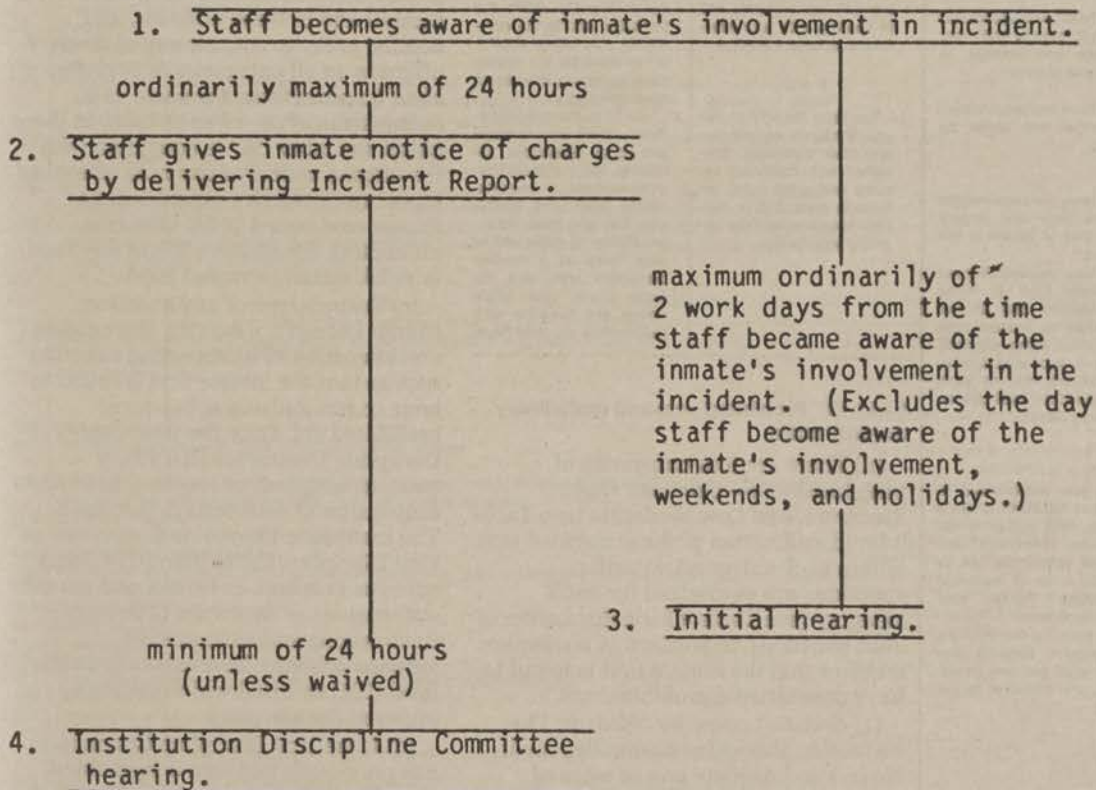 1. Staff becomes aware of inmate's involvement in incident.
ordinarily maximum of 24 hours
2. Staff gives inmate notice of charges
by delivering Incident Report.
maximum ordinarily of
2 work days from the time
staff became aware of the
inmate's involvement in the
incident. (Excludes the day
staff become aware of the
inmate's involvement,
weekends, and holidays.)
3. Initial hearing.
minimum of 24 hours
(unless waived)
4. Institution Discipline Committee
hearing.